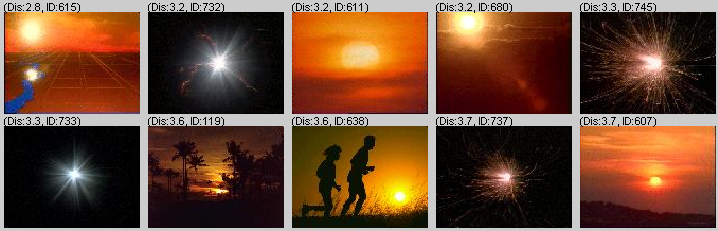 (Dis:2.8, ID:615) (Dis:3.2, ID:732) (Dis:3.2, ID:611) (Dis:3.2, ID:680) (Dis:3.3, ID:745)
(Dis:3.3, ID:733) (Dis:3.6, ID:119) (Dis:3.6, ID:638) (Dis:3.7, ID:737) (Dis:3.7, ID:607)